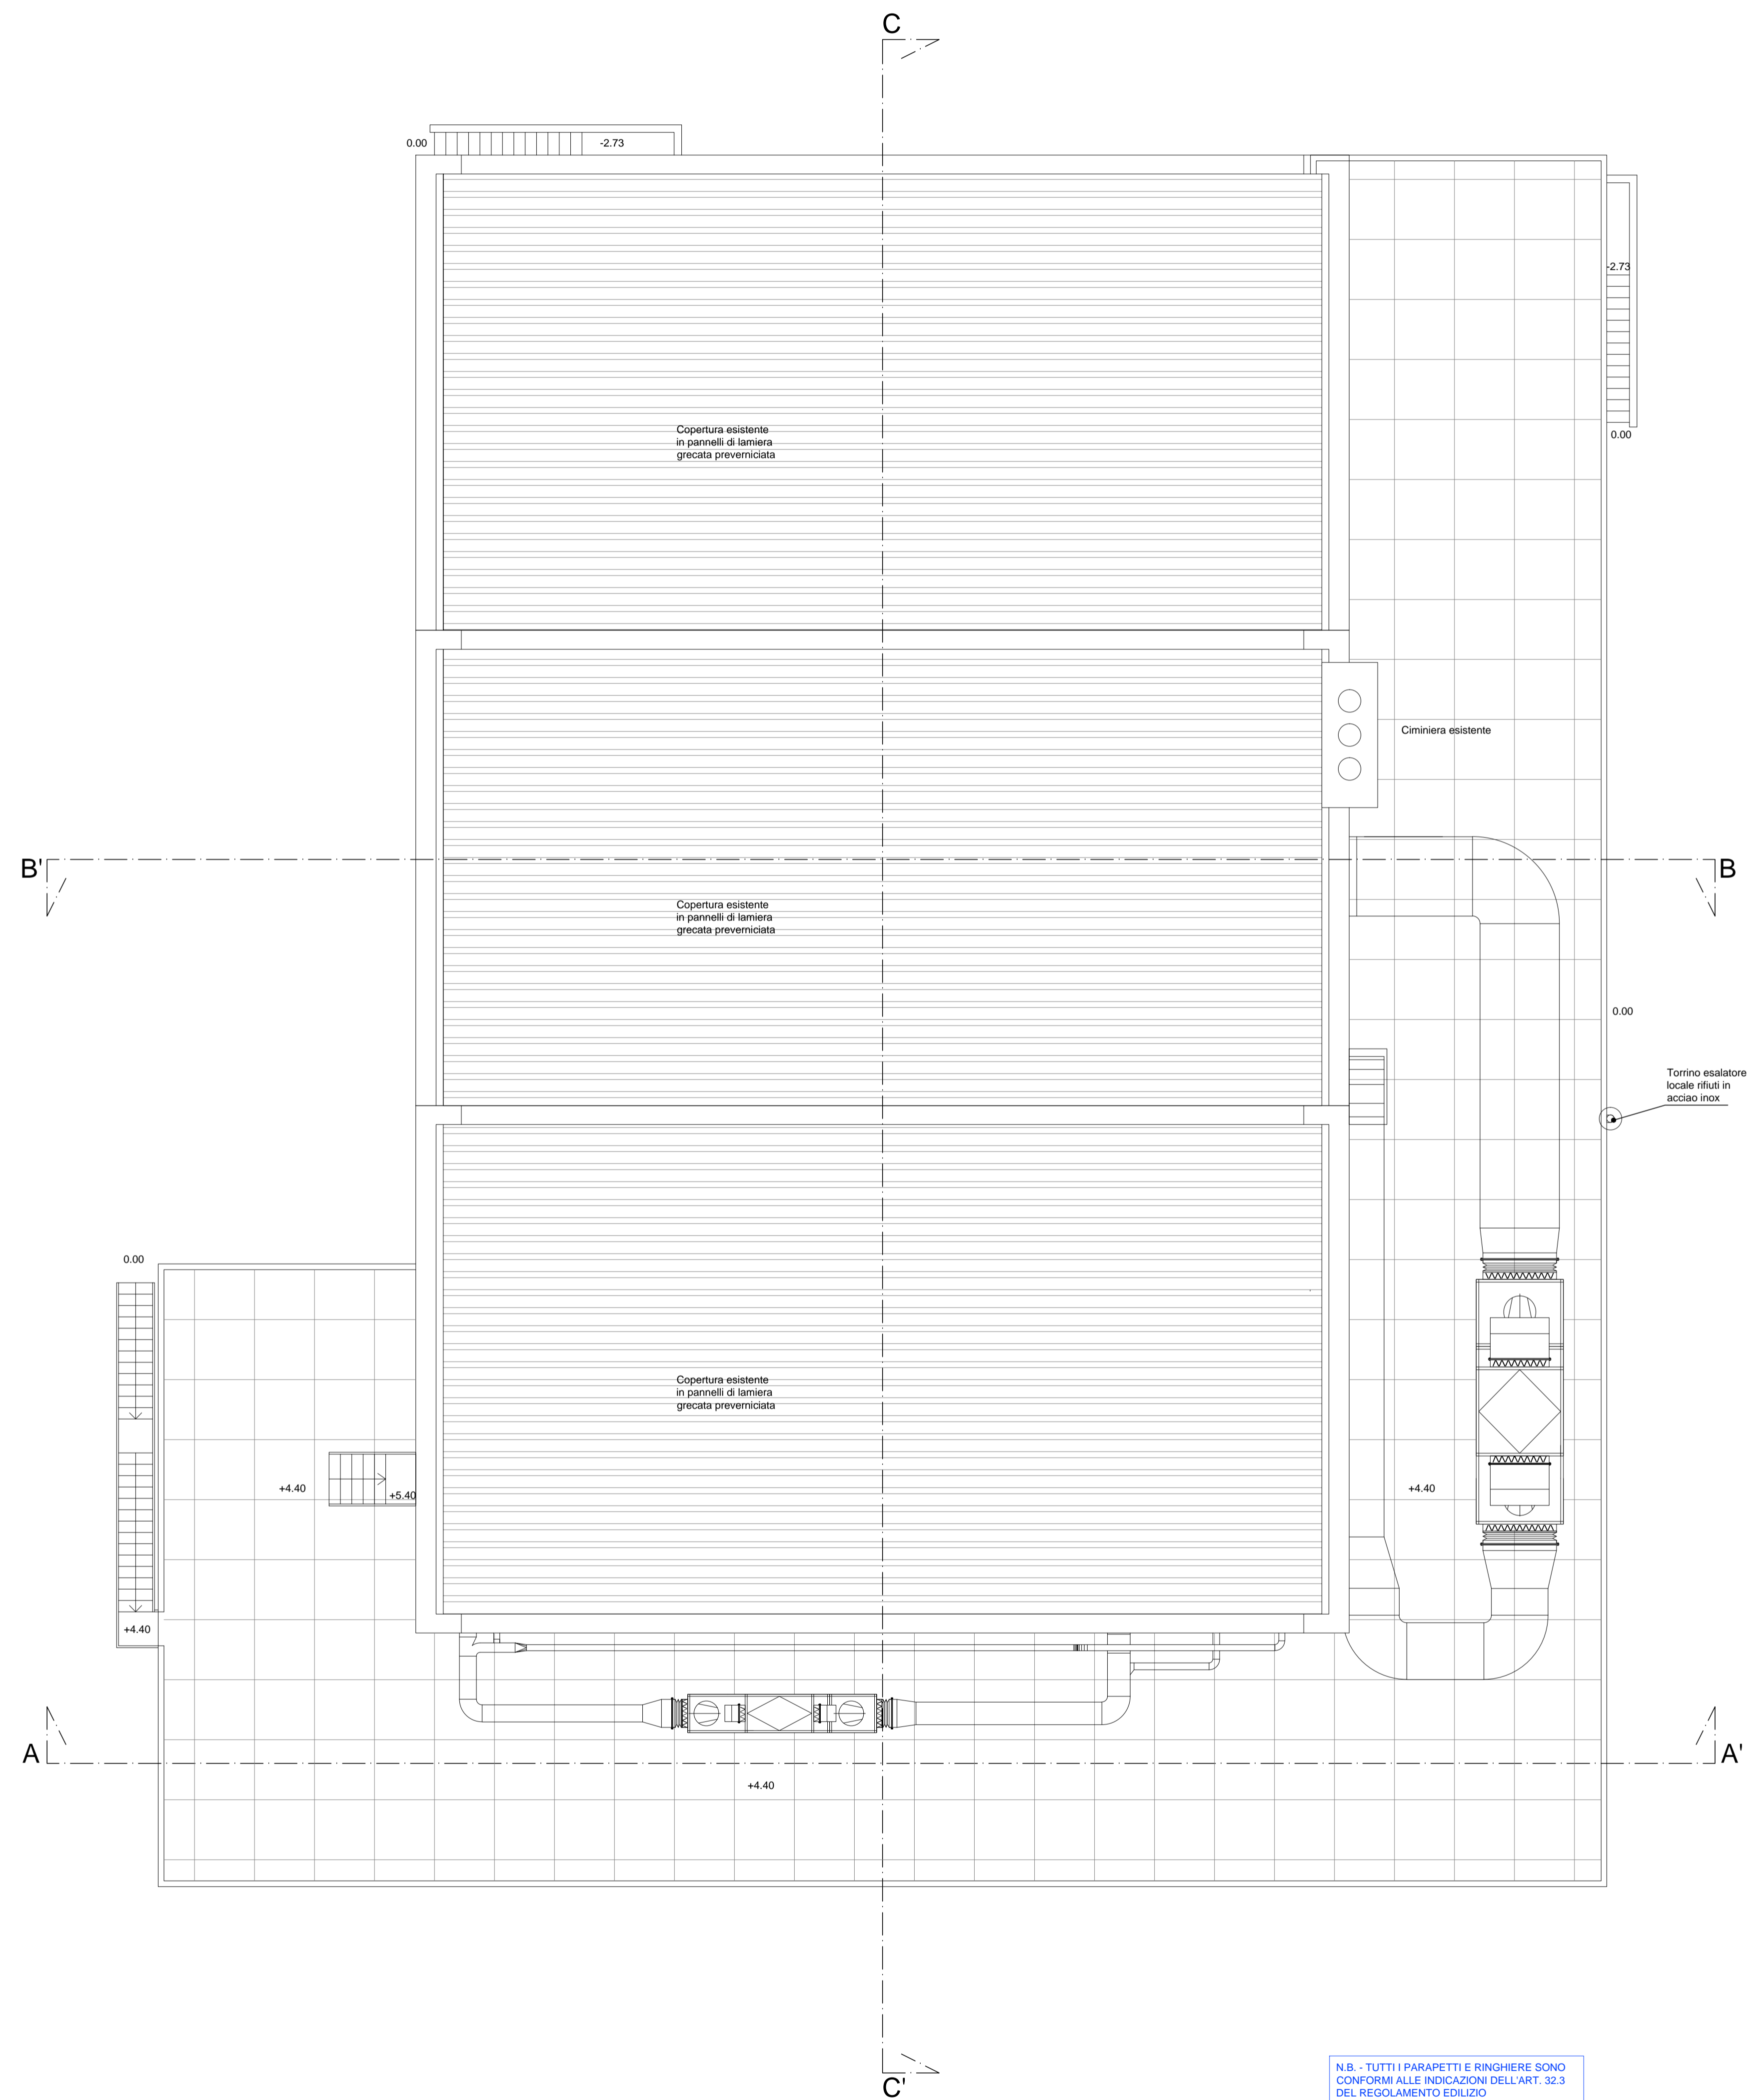 C
0.00
-2.73
-2.73
0.00
Copertura esistente
in pannelli di lamiera
grecata preverniciata
Ciminiera esistente
B'
B
Copertura esistente
in pannelli di lamiera
grecata preverniciata
0.00
Torrino esalatore
locale rifiuti in
acciao inox
0.00
Copertura esistente
in pannelli di lamiera
grecata preverniciata
+4.40
+5.40
+4.40
+4.40
A
A'
+4.40
C'
N.B. - TUTTI I PARAPETTI E RINGHIERE SONO
CONFORMI ALLE INDICAZIONI DELL'ART. 32.3
DEL REGOLAMENTO EDILIZIO